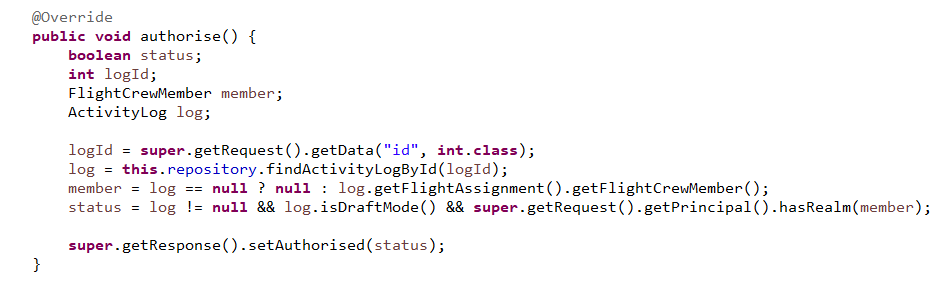 @Override
public void authorise() {
boolean status;
int logId;
FlightCrewMember member;
ActivityLog log;
logId = super.getRequest().getData("id", int.class);
log = this.repository.findActivityLogById(logId);
member = log == null ? null : log.getFlightAssignment().getFlightCrewMember();
status = log != null && log.isDraftMode() && super.getRequest().getPrincipal().hasRealm(member);
super.getResponse().setAuthorised(status);
}